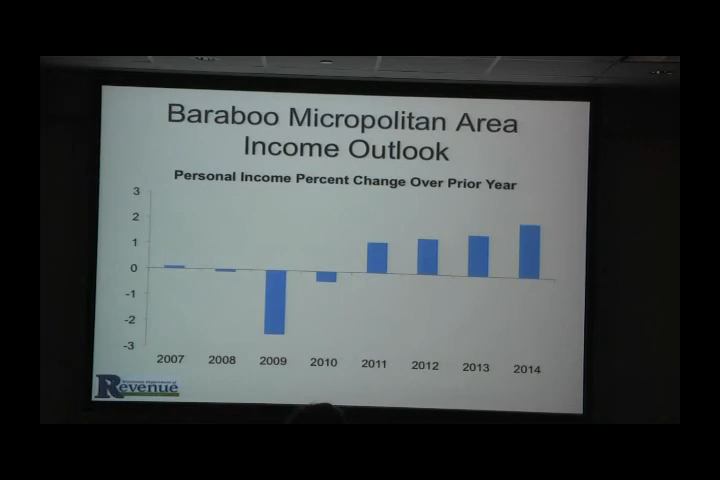 Baraboo Micropolitan Area
Income Outlook
Personal Income Percent Change Over Prior Year
3
2
1
0
-1
-2
-3
2007 2008 2009 2010 2011 2012 2013 2014
Revenue